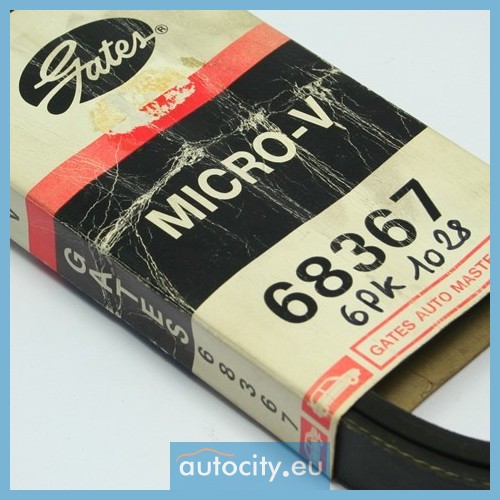 Gates®
MICRO-V
68367
6PK 1028
GATES AUTO MASTE
GATES 68367
autocity.eu